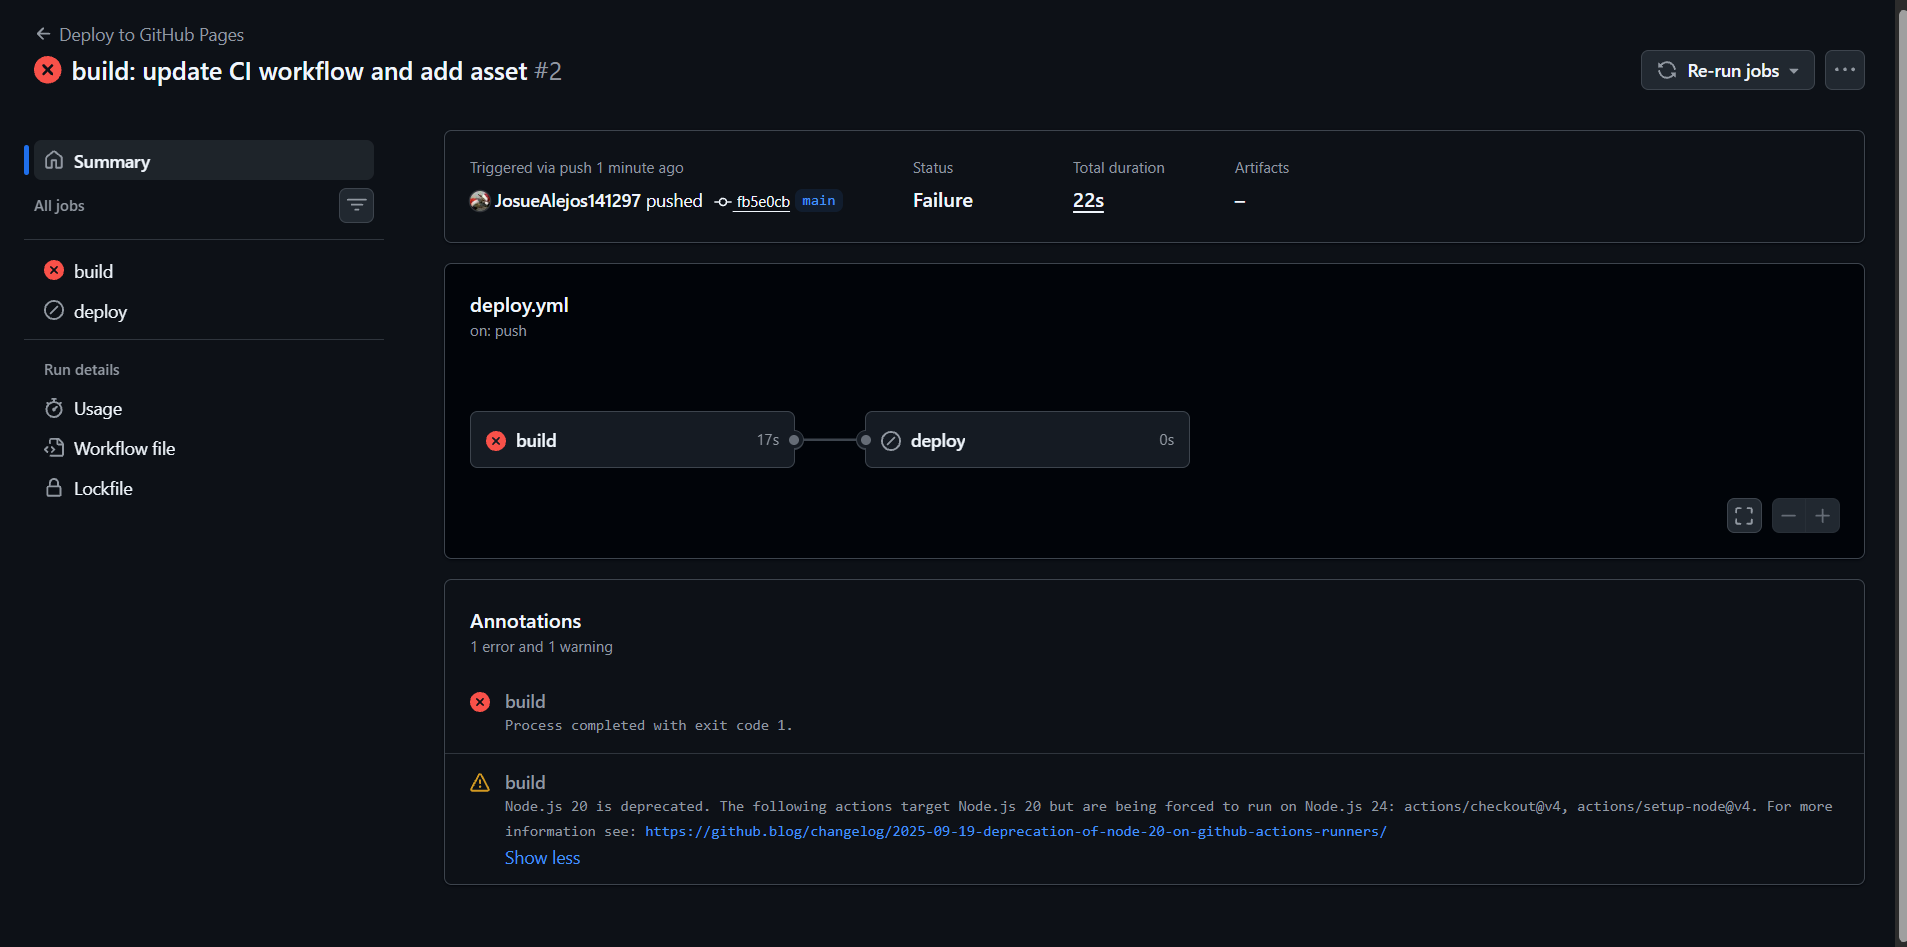 Deploy to GitHub Pages
build: update CI workflow and add asset #2
Re-run jobs
Summary
All jobs
build
deploy
Run details
Usage
Workflow file
Lockfile
Triggered via push 1 minute ago
JosueAlejos141297 pushed fb5e0cb main
Status
Failure
Total duration
22s
Artifacts
–
deploy.yml
on: push
build 17s
deploy 0s
Annotations
1 error and 1 warning
build
Process completed with exit code 1.
build
Node.js 20 is deprecated. The following actions target Node.js 20 but are being forced to run on Node.js 24: actions/checkout@v4, actions/setup-node@v4. For more
information see: https://github.blog/changelog/2025-09-19-deprecation-of-node-20-on-github-actions-runners/
Show less